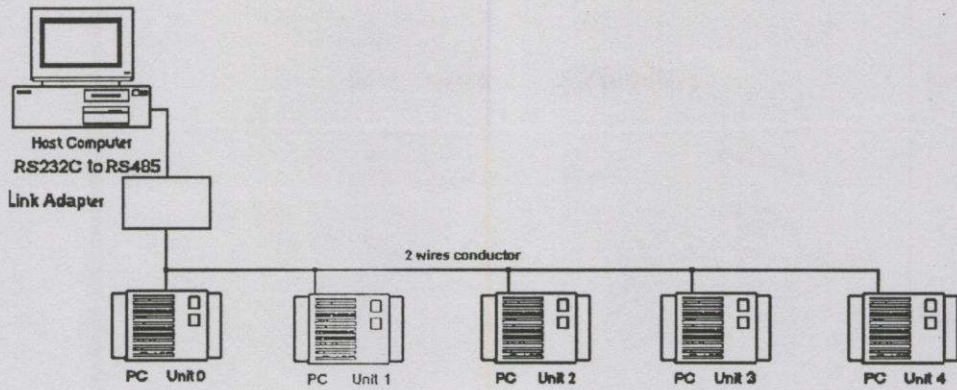 Host Computer
RS232C to RS485
Link Adapter
2 wires conductor
PC Unit 0
PC Unit 1
PC Unit 2
PC Unit 3
PC Unit 4